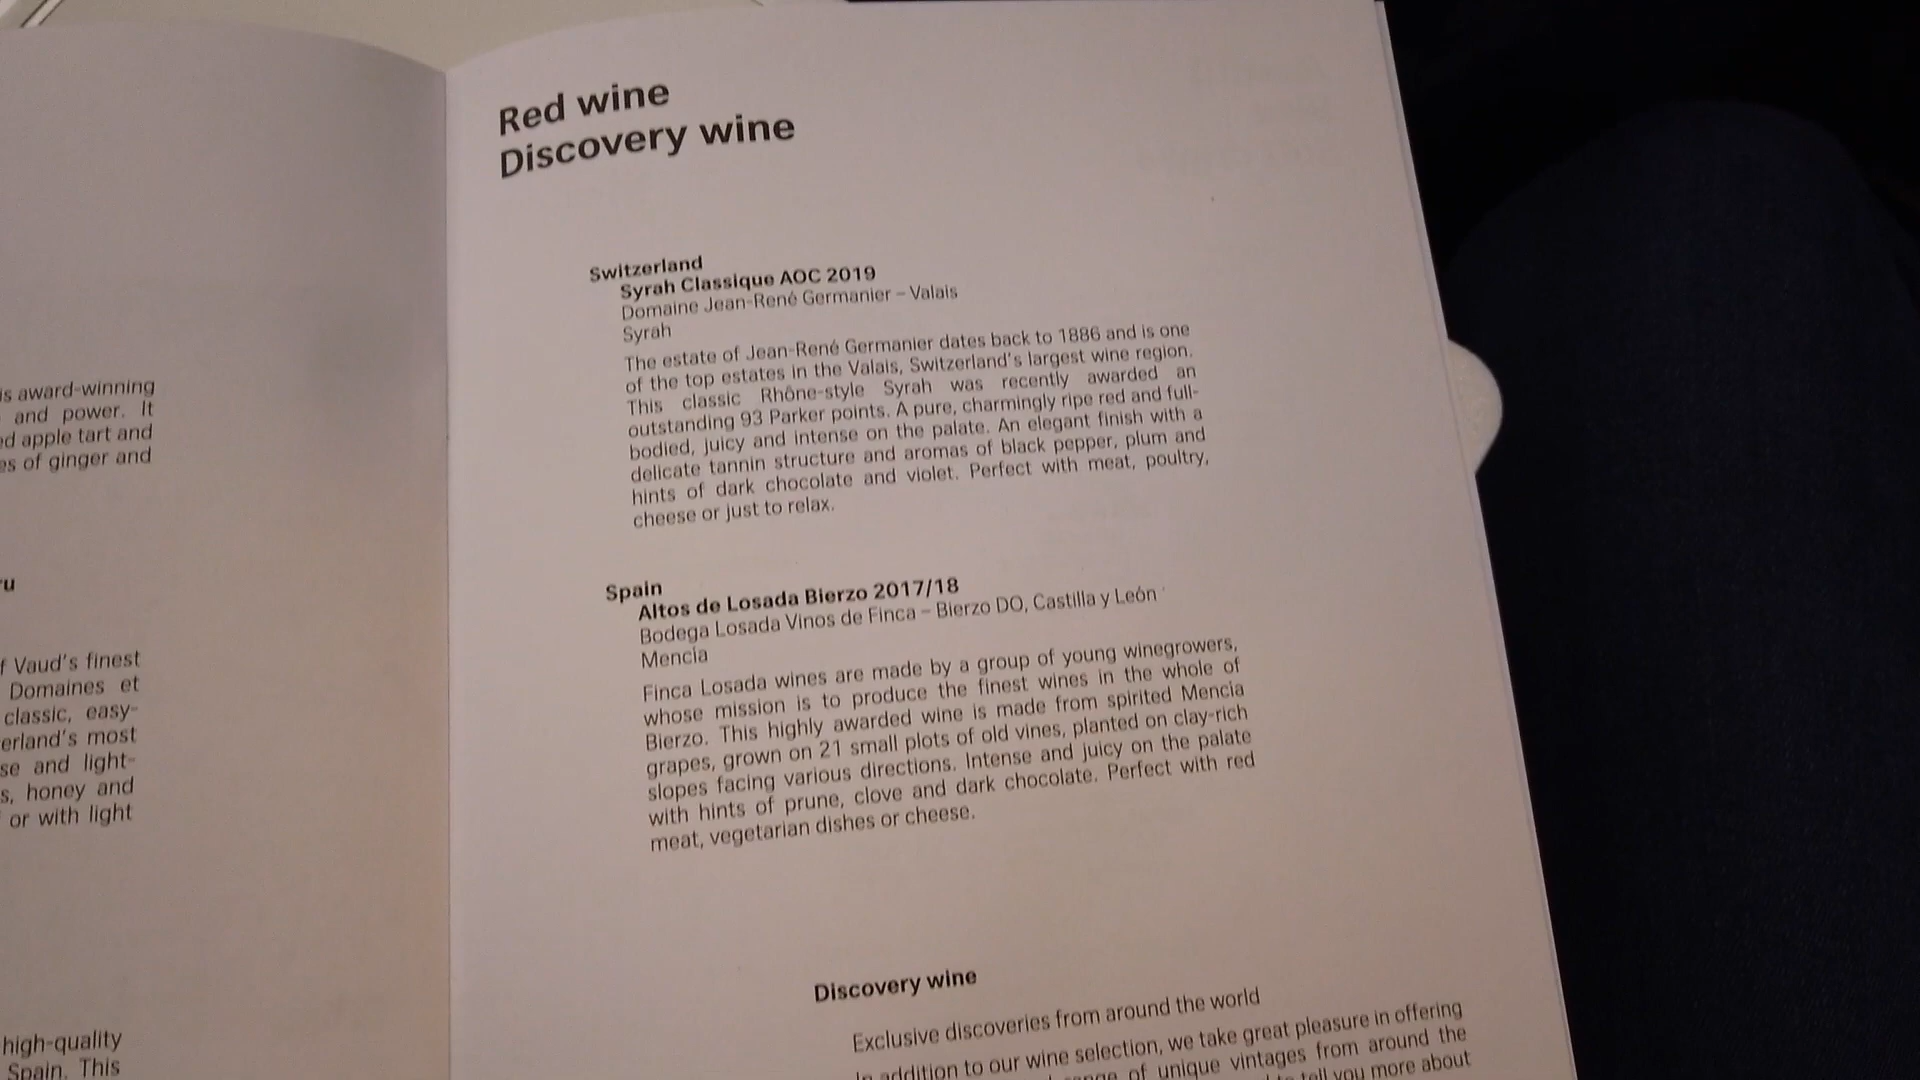 is award-winning
and power. It
ed apple tart and
es of ginger and
ru
f Vaud's finest
Domaines et
classic, easy-
erland's most
se and light-
s, honey and
or with light
high-quality
Spain. This
Red wine
Discovery wine
Switzerland
Syrah Classique AOC 2019
Domaine Jean-René Germanier – Valais
Syrah
The estate of Jean-René Germanier dates back to 1886 and is one
of the top estates in the Valais, Switzerland's largest wine region.
This classic Rhône-style Syrah was recently awarded an
outstanding 93 Parker points. A pure, charmingly ripe red and full-
bodied, juicy and intense on the palate. An elegant finish with a
delicate tannin structure and aromas of black pepper, plum and
hints of dark chocolate and violet. Perfect with meat, poultry,
cheese or just to relax.
Spain
Altos de Losada Bierzo 2017/18
Bodega Losada Vinos de Finca – Bierzo DO, Castilla y León
Mencía
Finca Losada wines are made by a group of young winegrowers,
whose mission is to produce the finest wines in the whole of
Bierzo. This highly awarded wine is made from spirited Mencía
grapes, grown on 21 small plots of old vines, planted on clay-rich
slopes facing various directions. Intense and juicy on the palate
with hints of prune, clove and dark chocolate. Perfect with red
meat, vegetarian dishes or cheese.
Discovery wine
Exclusive discoveries from around the world
In addition to our wine selection, we take great pleasure in offering
of unique vintages from around the
to tell you more about